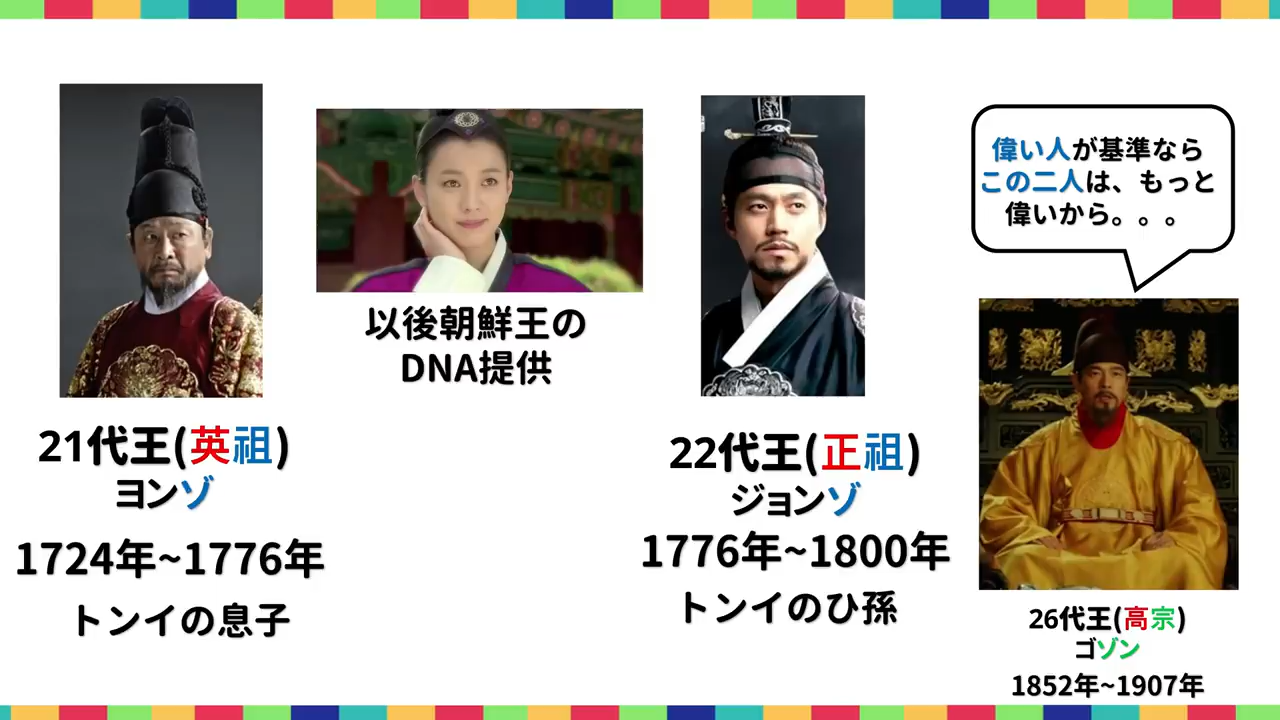 21代王(英祖)
ヨンゾ
1724年~1776年
トンイの息子
以後朝鮮王の
DNA提供
22代王(正祖)
ジョンゾ
1776年~1800年
トンイのひ孫
偉い人が基準なら
この二人は、もっと
偉いから。。。
26代王(高宗)
ゴゾン
1852年~1907年